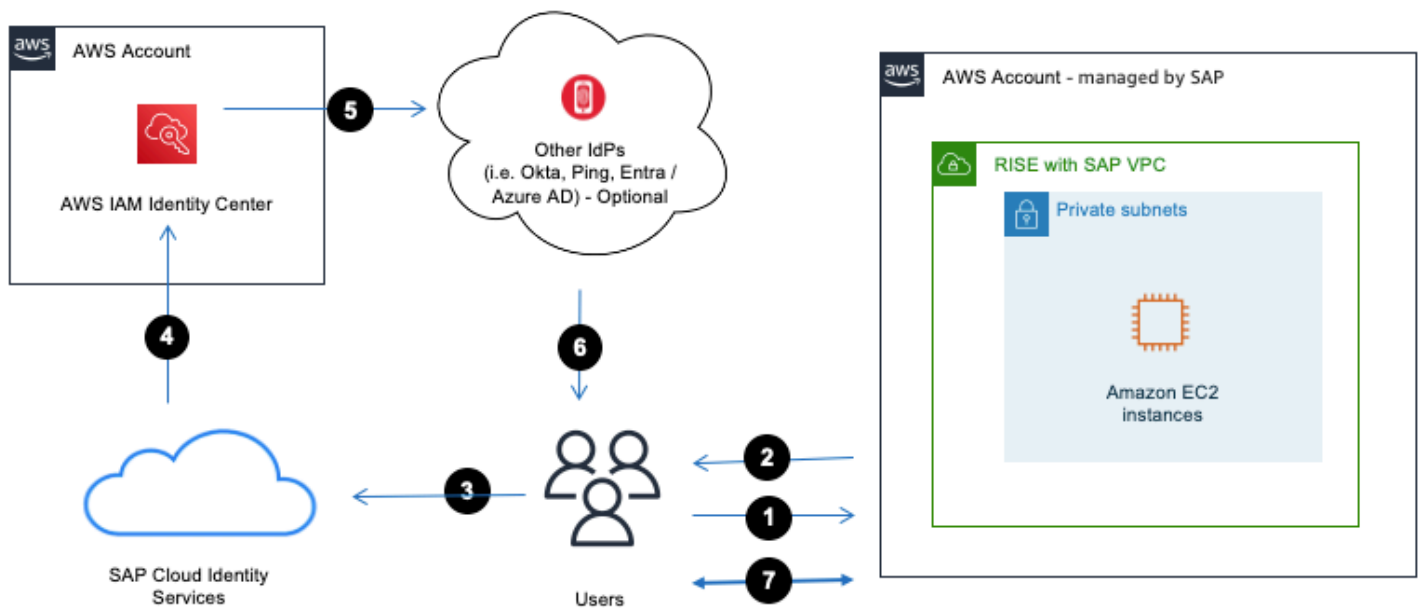 aws
AWS Account
AWS IAM Identity Center
5
Other IdPs
(i.e. Okta, Ping, Entra /
Azure AD) - Optional
aws
AWS Account - managed by SAP
RISE with SAP VPC
Private subnets
Amazon EC2
instances
4
6
SAP Cloud Identity
Services
3
Users
2
1
7